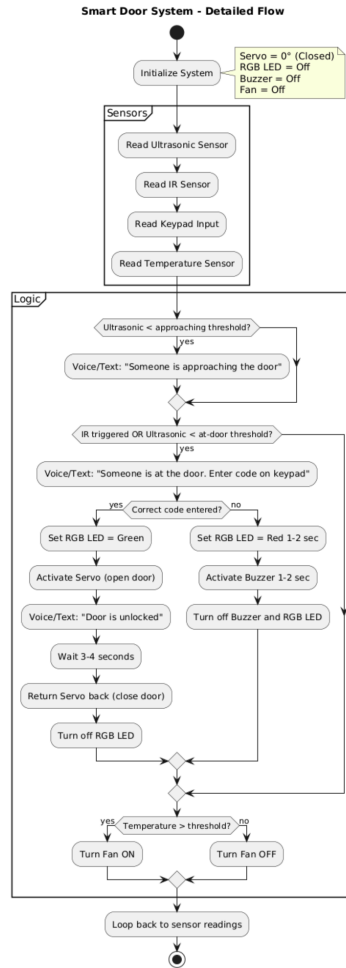 Smart Door System - Detailed Flow
Initialize System
Servo = 0° (Closed)
RGB LED = Off
Buzzer = Off
Fan = Off
Sensors
Read Ultrasonic Sensor
Read IR Sensor
Read Keypad Input
Read Temperature Sensor
Logic
Ultrasonic < approaching threshold?
yes
Voice/Text: "Someone is approaching the door"
IR triggered OR Ultrasonic < at-door threshold?
yes
Voice/Text: "Someone is at the door. Enter code on keypad"
yes
Correct code entered?
no
Set RGB LED = Green
Activate Servo (open door)
Voice/Text: "Door is unlocked"
Wait 3-4 seconds
Return Servo back (close door)
Turn off RGB LED
Set RGB LED = Red 1-2 sec
Activate Buzzer 1-2 sec
Turn off Buzzer and RGB LED
yes
Temperature > threshold?
no
Turn Fan ON
Turn Fan OFF
Loop back to sensor readings